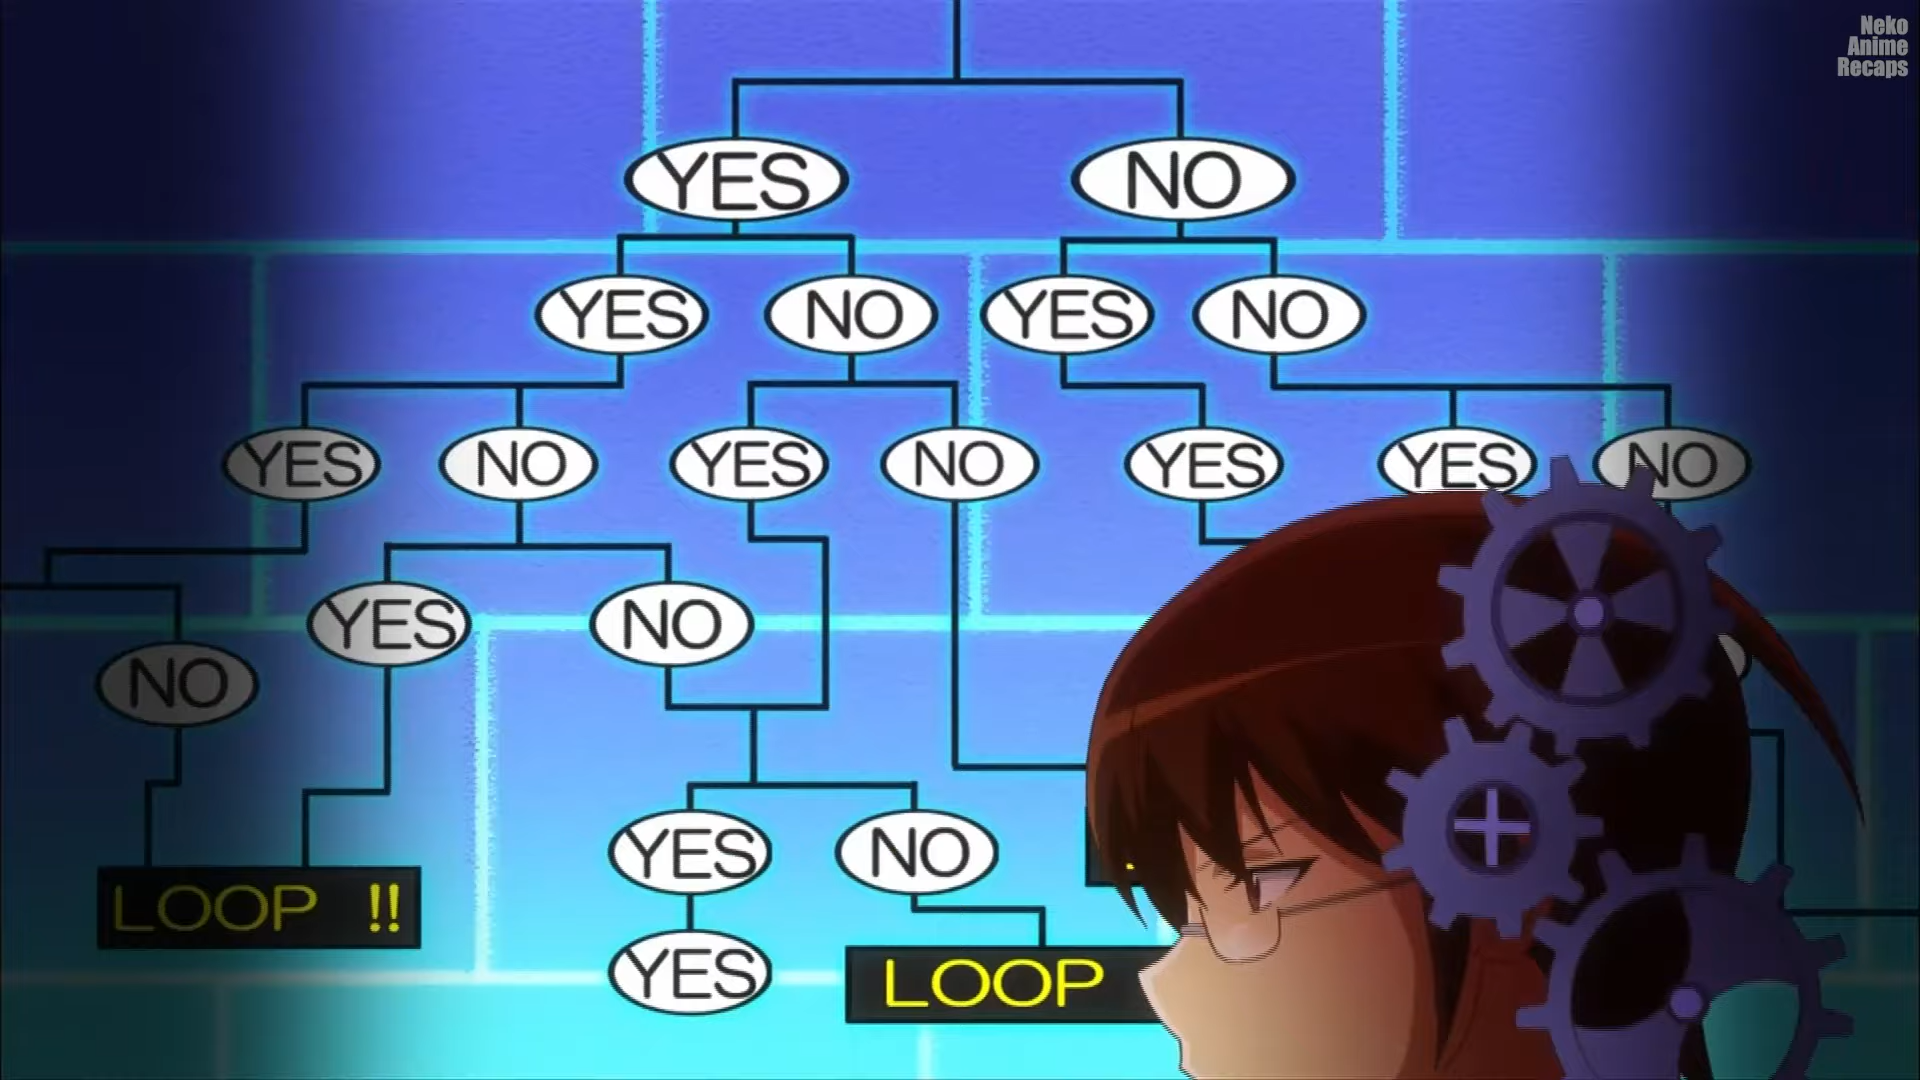 Neko
Anime
Recaps
YES NO
YES NO YES NO
YES NO YES NO YES YES NO
YES NO
NO
YES NO
LOOP !!
YES LOOP